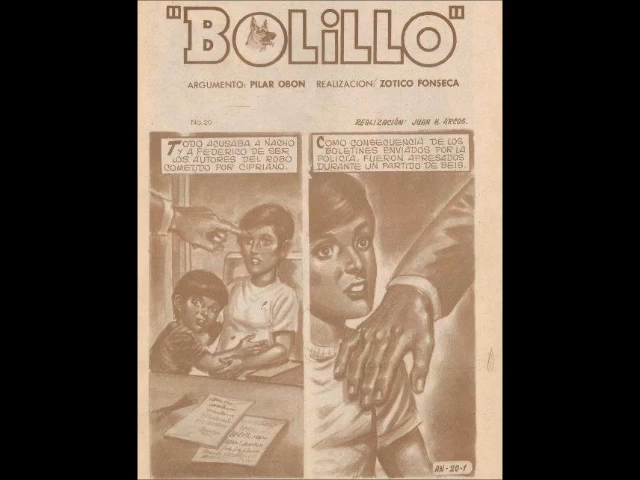 "BOLiLLO"
ARGUMENTO: PILAR OBON REALIZACION: ZOTICO FONSECA
No. 20
REALIZACIÓN: JUAN H. ARCOS.
TODO ACUSABA A NACHO
Y A FEDERICO DE SER
LOS AUTORES DEL ROBO
COMETIDO POR CIPRIANO.
COMO CONSECUENCIA DE LOS
BOLETINES ENVIADOS POR LA
POLICÍA, FUERON APRESADOS
DURANTE UN PARTIDO DE BEIS.
AN-20-1